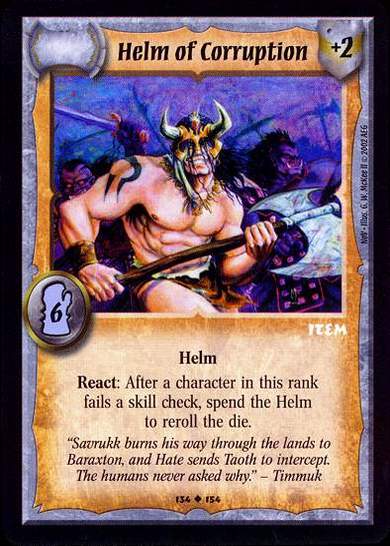 Helm of Corruption
+2
6
ITEM
Helm
React: After a character in this rank
fails a skill check, spend the Helm
to reroll the die.
"Savrukk burns his way through the lands to
Baraxton, and Hate sends Taoth to intercept.
The humans never asked why." – Timmuk
134 ◆ 154